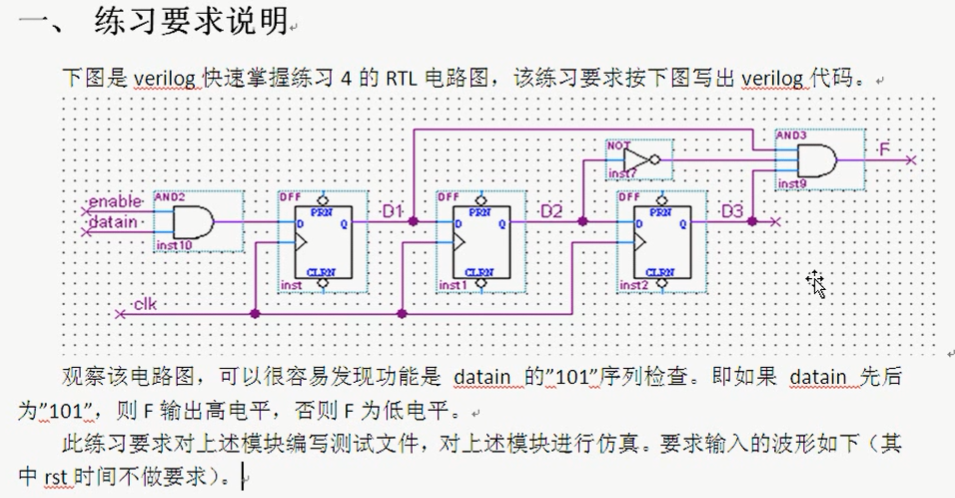 一、 练习要求说明
下图是 verilog 快速掌握练习 4 的 RTL 电路图，该练习要求按下图写出 verilog 代码。
AND3
NOT
F
inst7
inst9
enable
AND2
DFF
DFF
DFF
PRN
PRN
PRN
datain
D
Q
D1
D
Q
D2
D
Q
D3
inst10
CLRN
CLRN
CLRN
inst
inst1
inst2
clk
观察该电路图，可以很容易发现功能是 datain 的”101”序列检查。即如果 datain 先后
为”101”，则 F 输出高电平，否则 F 为低电平。
此练习要求对上述模块编写测试文件，对上述模块进行仿真。要求输入的波形如下（其
中 rst 时间不做要求）。